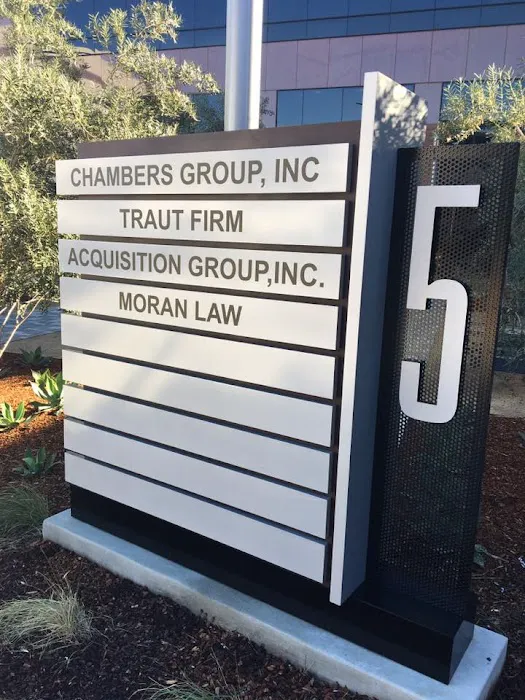 CHAMBERS GROUP, INC
TRAUT FIRM
ACQUISITION GROUP,INC.
MORAN LAW
5